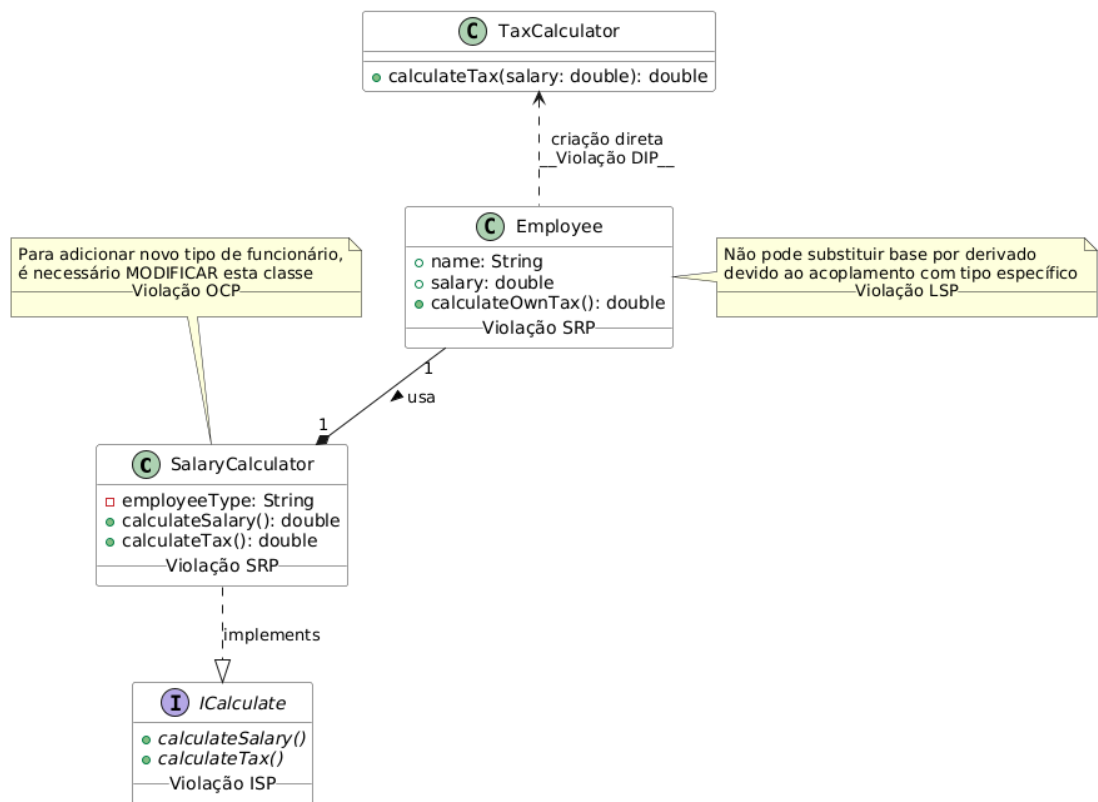 C TaxCalculator
calculateTax(salary: double): double
criação direta
__Violação DIP__
C Employee
name: String
salary: double
calculateOwnTax(): double
Violação SRP
Para adicionar novo tipo de funcionário,
é necessário MODIFICAR esta classe
Violação OCP
Não pode substituir base por derivado
devido ao acoplamento com tipo específico
Violação LSP
1
usa
1
C SalaryCalculator
employeeType: String
calculateSalary(): double
calculateTax(): double
Violação SRP
implements
I ICalculate
calculateSalary()
calculateTax()
Violação ISP